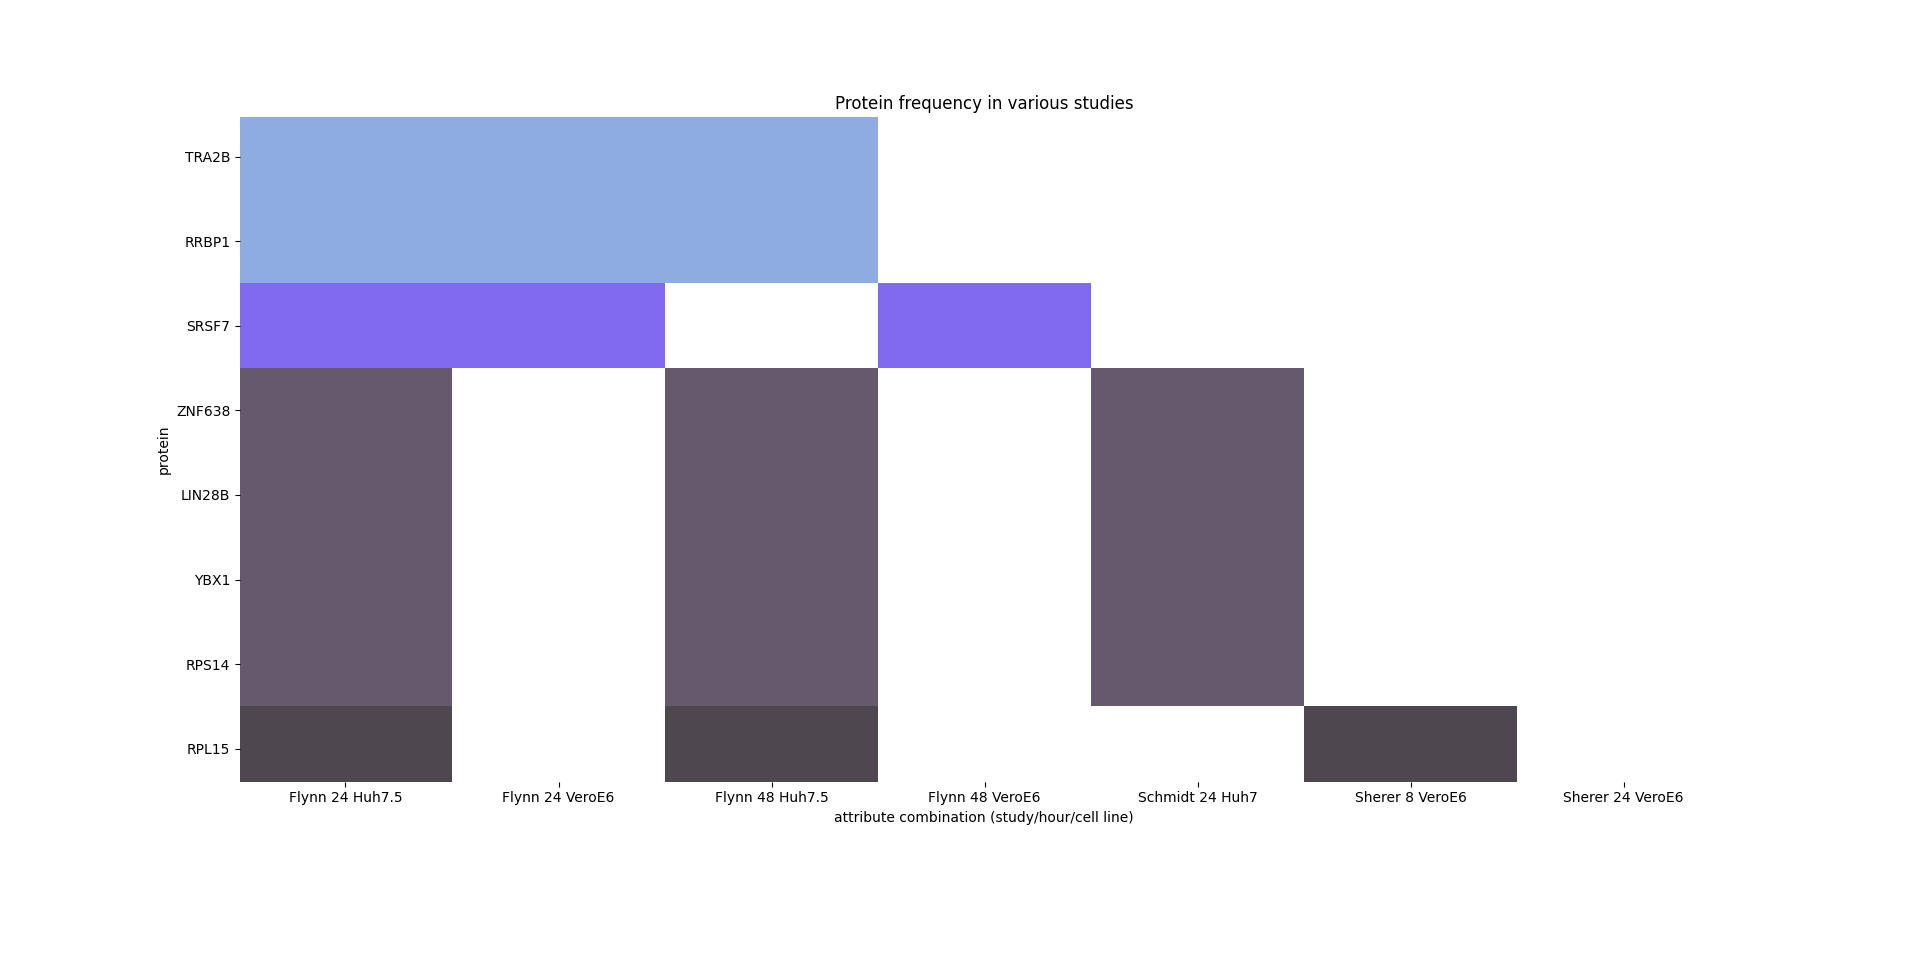 Protein frequency in various studies
TRA2B
RRBP1
SRSF7
ZNF638
LIN28B
YBX1
RPS14
RPL15
protein
Flynn 24 Huh7.5 Flynn 24 VeroE6 Flynn 48 Huh7.5 Flynn 48 VeroE6 Schmidt 24 Huh7 Sherer 8 VeroE6 Sherer 24 VeroE6
attribute combination (study/hour/cell line)